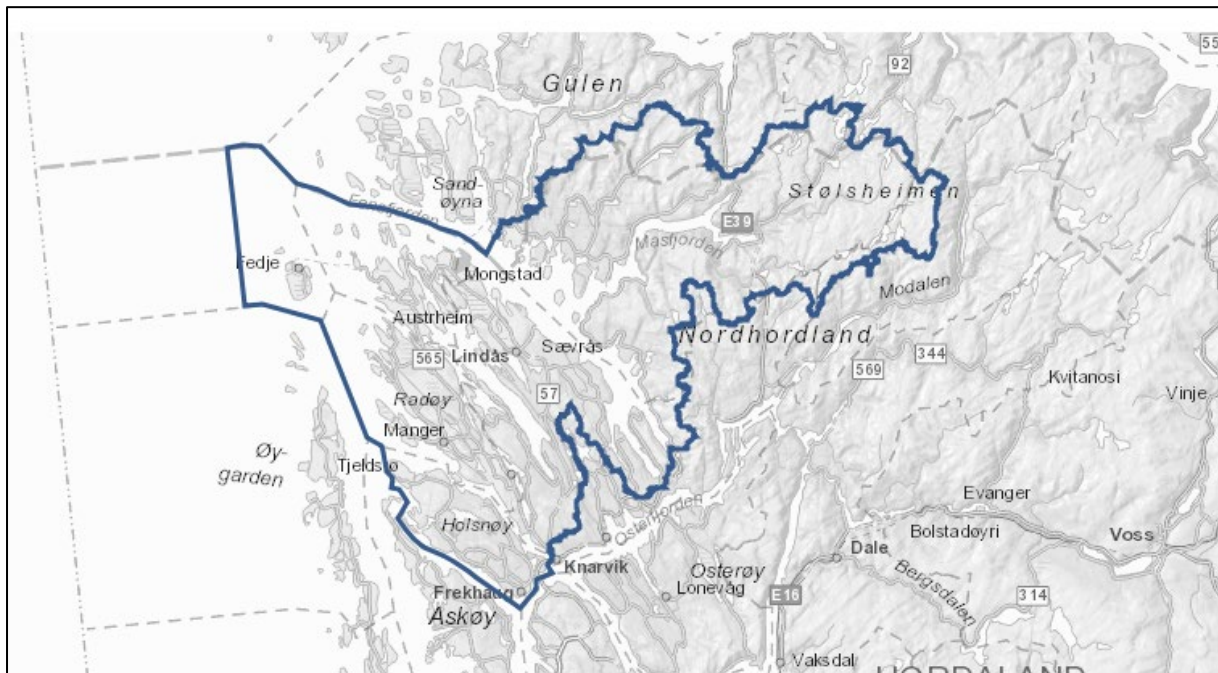 55
92
Gulen
Sand-
øyna
Stølsheimen
Fensfjorden
E39
Masfjorden
Fedje
Mongstad
Modalen
Austrheim
Nordhordland
Sævrås
565
Lindås
344
569
Kvitanosi
Vinje
57
Radøy
Manger
Øy-
garden
Tjeldstø
Evanger
Holsnøy
Osterfjorden
Bolstadøyri
Voss
Dale
Knarvik
Osterøy
Bergsdalen
Frekhaug
Lonevåg
E16
314
Askøy
Vaksdal
HORDALAND